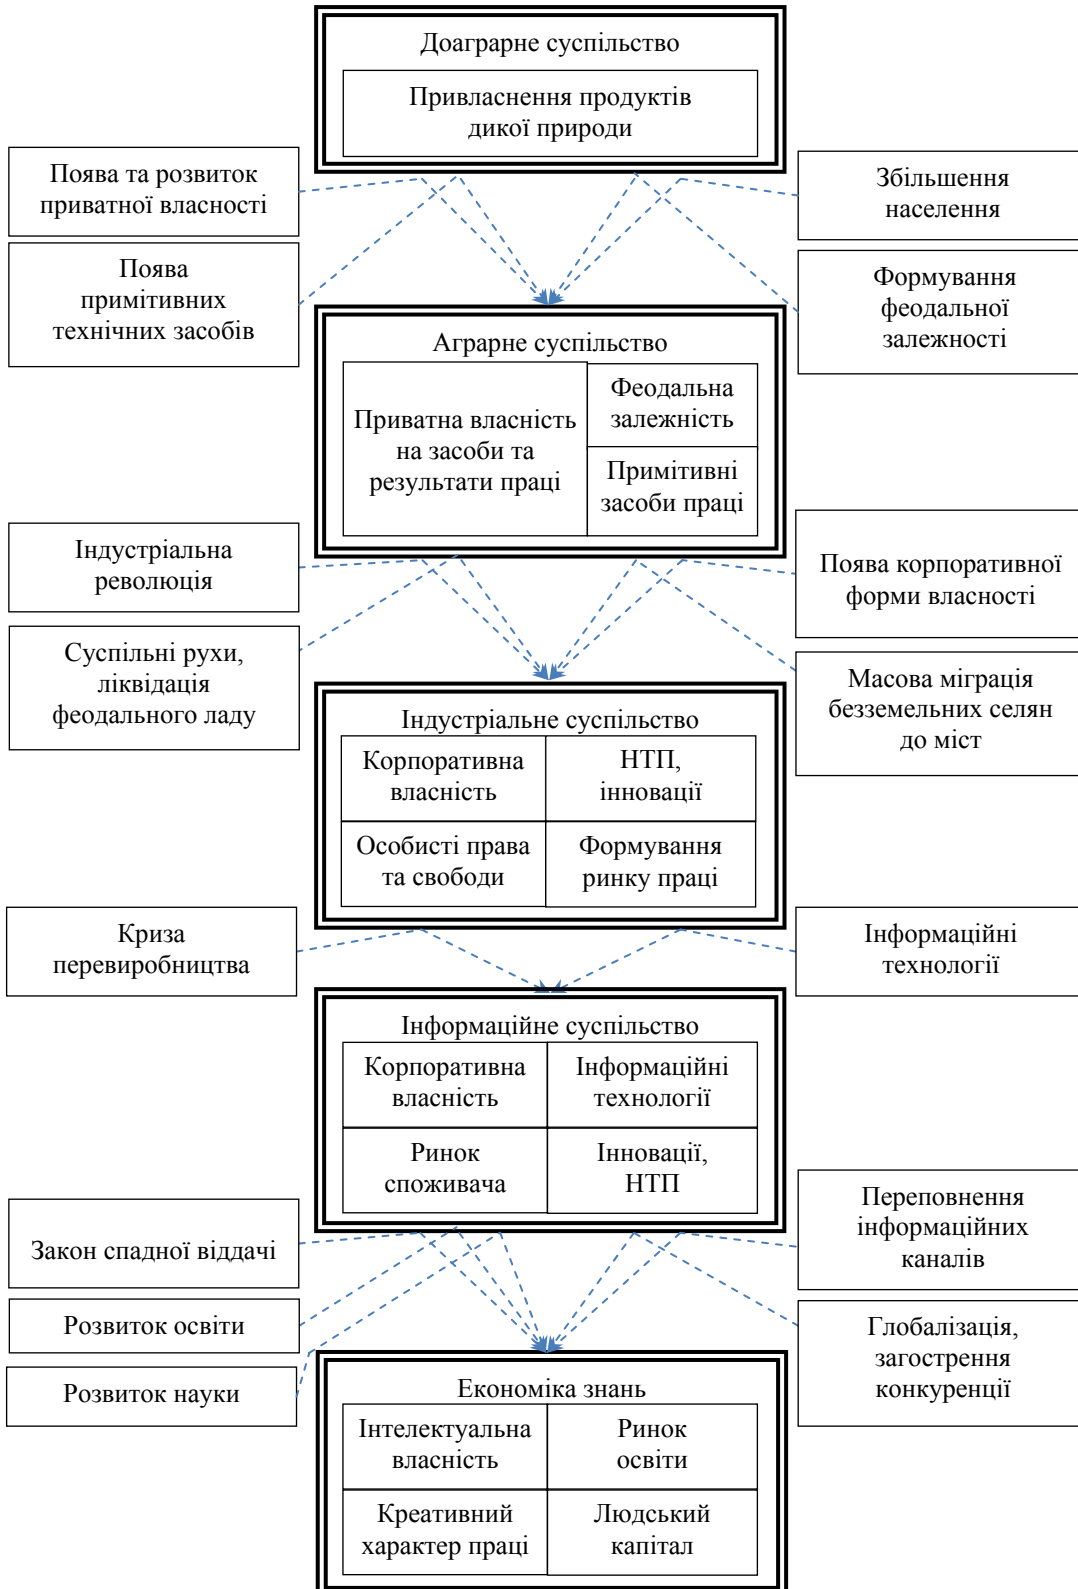 Доаграрне суспільство
Привласнення продуктів
дикої природи
Поява та розвиток
приватної власності
Збільшення
населення
Поява
примітивних
технічних засобів
Формування
феодальної
залежності
Аграрне суспільство
Приватна власність
на засоби та
результати праці
Феодальна
залежність
Примітивні
засоби праці
Індустріальна
революція
Поява корпоративної
форми власності
Суспільні рухи,
ліквідація
феодального ладу
Масова міграція
безземельних селян
до міст
Індустріальне суспільство
Корпоративна
власність
НТП,
інновації
Особисті права
та свободи
Формування
ринку праці
Криза
перевиробництва
Інформаційні
технології
Інформаційне суспільство
Корпоративна
власність
Інформаційні
технології
Ринок
споживача
Інновації,
НТП
Закон спадної віддачі
Переповнення
інформаційних
каналів
Розвиток освіти
Розвиток науки
Глобалізація,
загострення
конкуренції
Економіка знань
Інтелектуальна
власність
Ринок
освіти
Креативний
характер праці
Людський
капітал